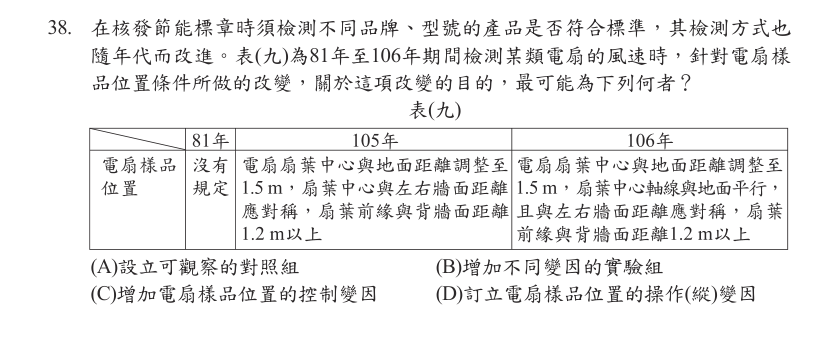 38. 在核發節能標章時須檢測不同品牌、型號的產品是否符合標準，其檢測方式也
隨年代而改進。表(九)為81年至106年期間檢測某類電扇的風速時，針對電扇樣
品位置條件所做的改變，關於這項改變的目的，最可能為下列何者？
表(九)
81年 105年 106年
電扇樣品 沒有 電扇扇葉中心與地面距離調整至 電扇扇葉中心與地面距離調整至
位置 規定 1.5 m，扇葉中心與左右牆面距離 1.5 m，扇葉中心軸線與地面平行，
應對稱，扇葉前緣與背牆面距離 且與左右牆面距離應對稱，扇葉
1.2 m以上 前緣與背牆面距離1.2 m以上
(A)設立可觀察的對照組 (B)增加不同變因的實驗組
(C)增加電扇樣品位置的控制變因 (D)訂立電扇樣品位置的操作(縱)變因